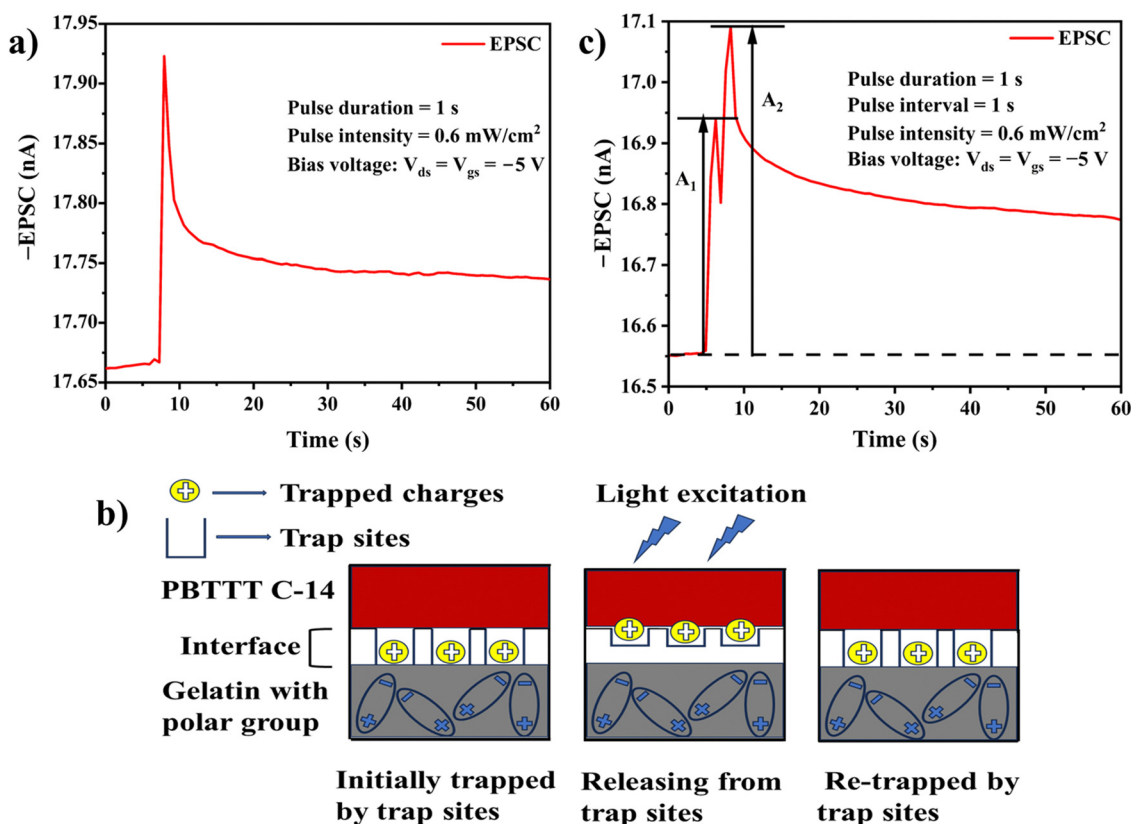 a)
EPSC
Pulse duration = 1 s
Pulse intensity = 0.6 mW/cm²
Bias voltage: V_ds = V_gs = −5 V
−EPSC (nA)
17.95
17.90
17.85
17.80
17.75
17.70
17.65
0 10 20 30 40 50 60
Time (s)
c)
EPSC
Pulse duration = 1 s
Pulse interval = 1 s
Pulse intensity = 0.6 mW/cm²
Bias voltage: V_ds = V_gs = −5 V
A₁
A₂
−EPSC (nA)
17.1
17.0
16.9
16.8
16.7
16.6
16.5
0 10 20 30 40 50 60
Time (s)
b)
Trapped charges
Trap sites
Light excitation
PBTTT C-14
Interface
Gelatin with
polar group
Initially trapped
by trap sites
Releasing from
trap sites
Re-trapped by
trap sites